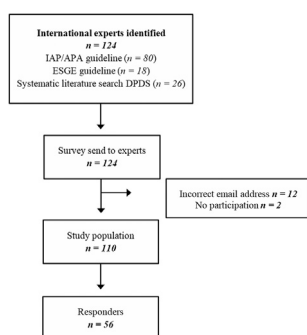 International experts identified
n = 124
IAP/APA guideline (n = 80)
ESGE guideline (n = 18)
Systematic literature search DPDS (n = 26)
Survey send to experts
n = 124
Incorrect email address n = 12
No participation n = 2
Study population
n = 110
Responders
n = 56